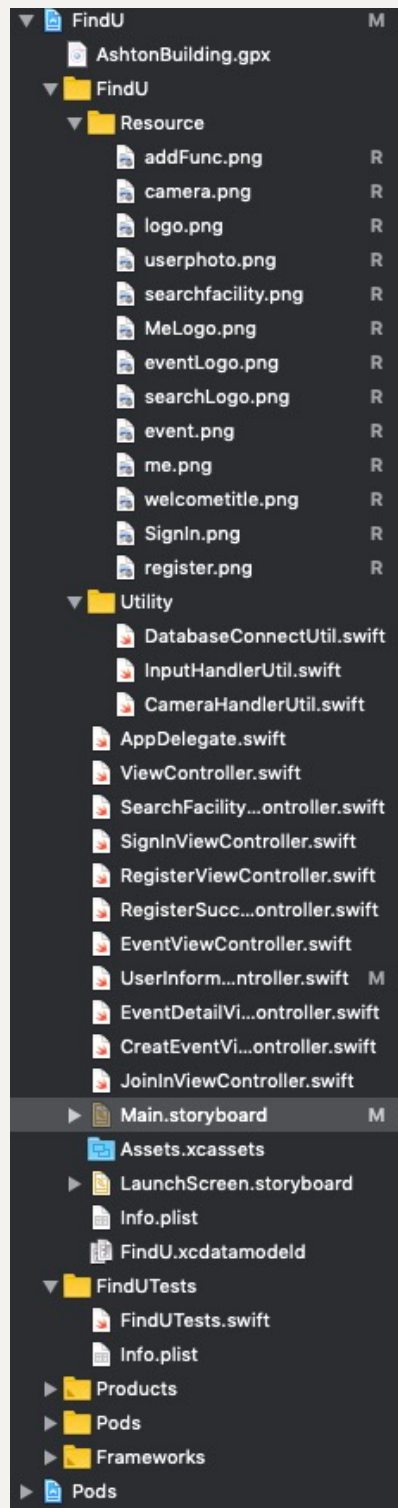 FindU M
AshtonBuilding.gpx
FindU
Resource
addFunc.png R
camera.png R
logo.png R
userphoto.png R
searchfacility.png R
MeLogo.png R
eventLogo.png R
searchLogo.png R
event.png R
me.png R
welcometitle.png R
SignIn.png R
register.png R
Utility
DatabaseConnectUtil.swift
InputHandlerUtil.swift
CameraHandlerUtil.swift
AppDelegate.swift
ViewController.swift
SearchFacility...ontroller.swift
SignInViewController.swift
RegisterViewController.swift
RegisterSucc...ontroller.swift
EventViewController.swift
UserInform...ntroller.swift M
EventDetailVi...ontroller.swift
CreatEventVi...ontroller.swift
JoinInViewController.swift
Main.storyboard M
Assets.xcassets
LaunchScreen.storyboard
Info.plist
FindU.xcdatamodeld
FindUTests
FindUTests.swift
Info.plist
Products
Pods
Frameworks
Pods